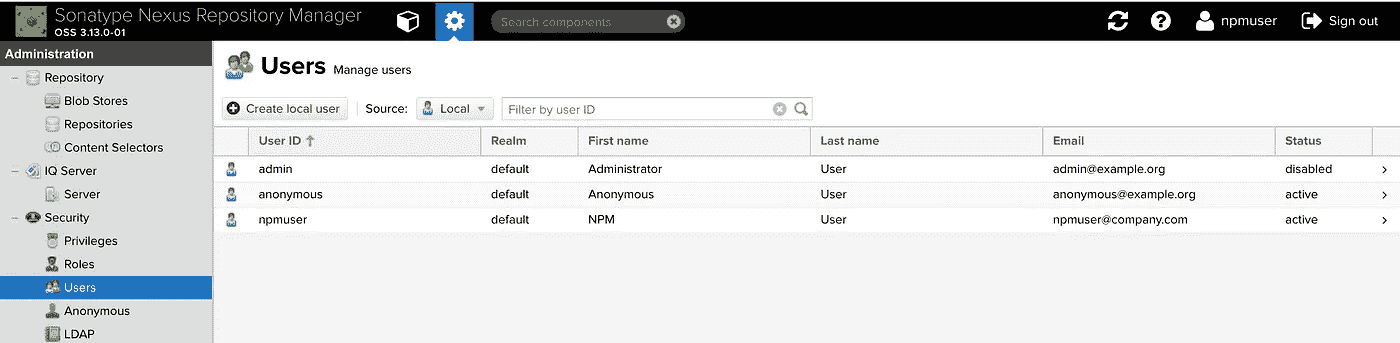 Sonatype Nexus Repository Manager
OSS 3.13.0-01
Search components
npmuser
Sign out
Administration
Repository
Blob Stores
Repositories
Content Selectors
IQ Server
Server
Security
Privileges
Roles
Users
Anonymous
LDAP
Users Manage users
Create local user Source: Local Filter by user ID
User ID Realm First name Last name Email Status
admin default Administrator User admin@example.org disabled
anonymous default Anonymous User anonymous@example.org active
npmuser default NPM User npmuser@company.com active